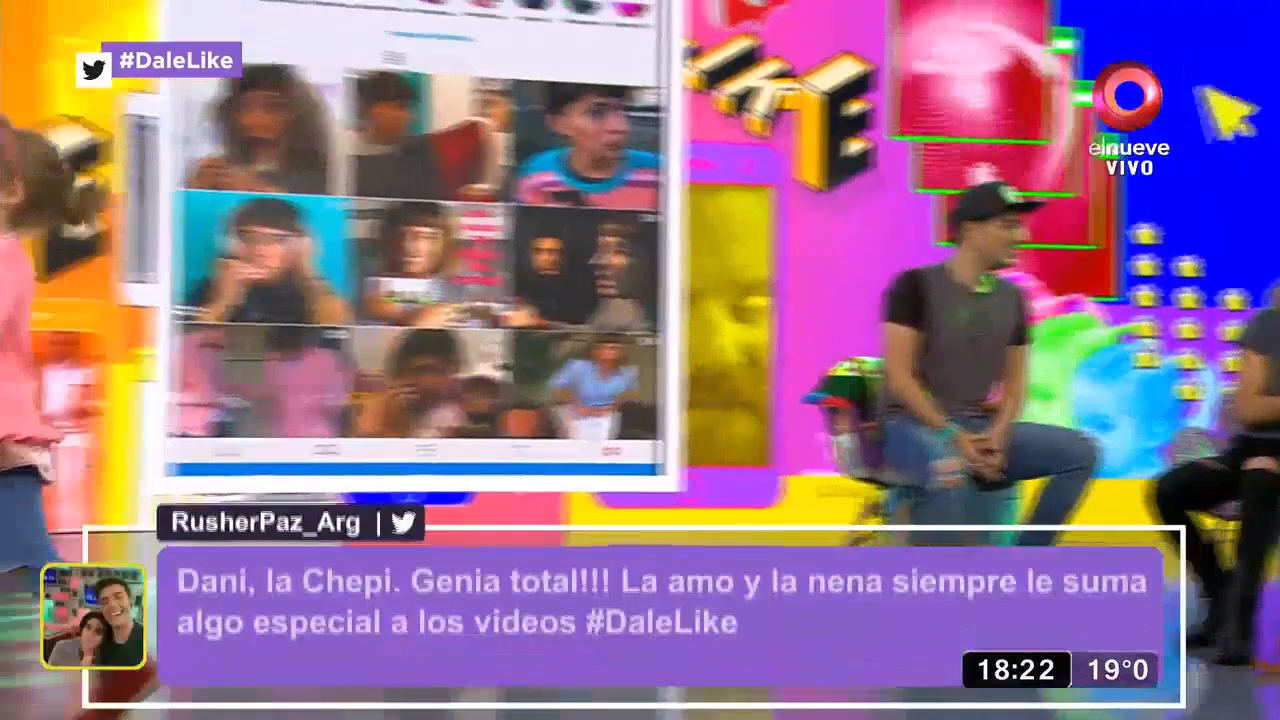 #DaleLike
IKE
elnueve
VIVO
RusherPaz_Arg |
Dani, la Chepi. Genia total!!! La amo y la nena siempre le suma
algo especial a los videos #DaleLike
18:22 19°0